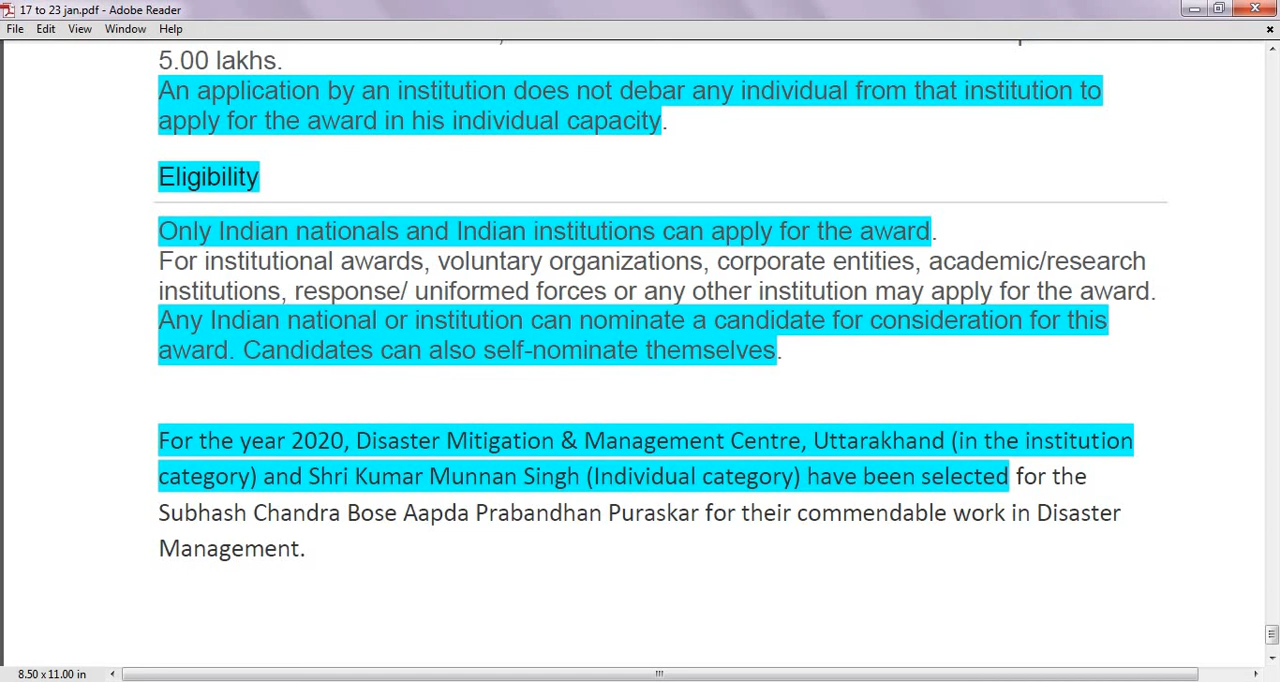 17 to 23 jan.pdf - Adobe Reader
File Edit View Window Help
5.00 lakhs.
An application by an institution does not debar any individual from that institution to
apply for the award in his individual capacity.
Eligibility
Only Indian nationals and Indian institutions can apply for the award.
For institutional awards, voluntary organizations, corporate entities, academic/research
institutions, response/ uniformed forces or any other institution may apply for the award.
Any Indian national or institution can nominate a candidate for consideration for this
award. Candidates can also self-nominate themselves.
For the year 2020, Disaster Mitigation & Management Centre, Uttarakhand (in the institution
category) and Shri Kumar Munnan Singh (Individual category) have been selected for the
Subhash Chandra Bose Aapda Prabandhan Puraskar for their commendable work in Disaster
Management.
8.50 x 11.00 in